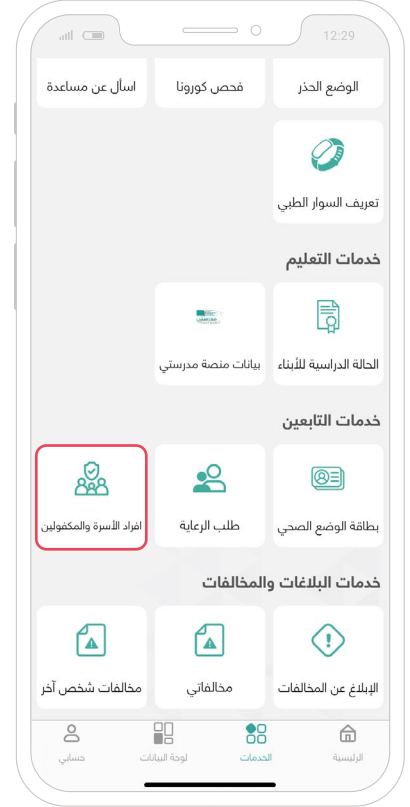 12:29
الوضع الحذر
فحص كورونا
اسأل عن مساعدة
تعريف السوار الطبي
خدمات التعليم
الحالة الدراسية للأبناء
بيانات منصة مدرستي
خدمات التابعين
بطاقة الوضع الصحي
طلب الرعاية
افراد الأسرة والمكفولين
خدمات البلاغات والمخالفات
الإبلاغ عن المخالفات
مخالفاتي
مخالفات شخص آخر
الرئيسية
الخدمات
لوحة البيانات
حسابي